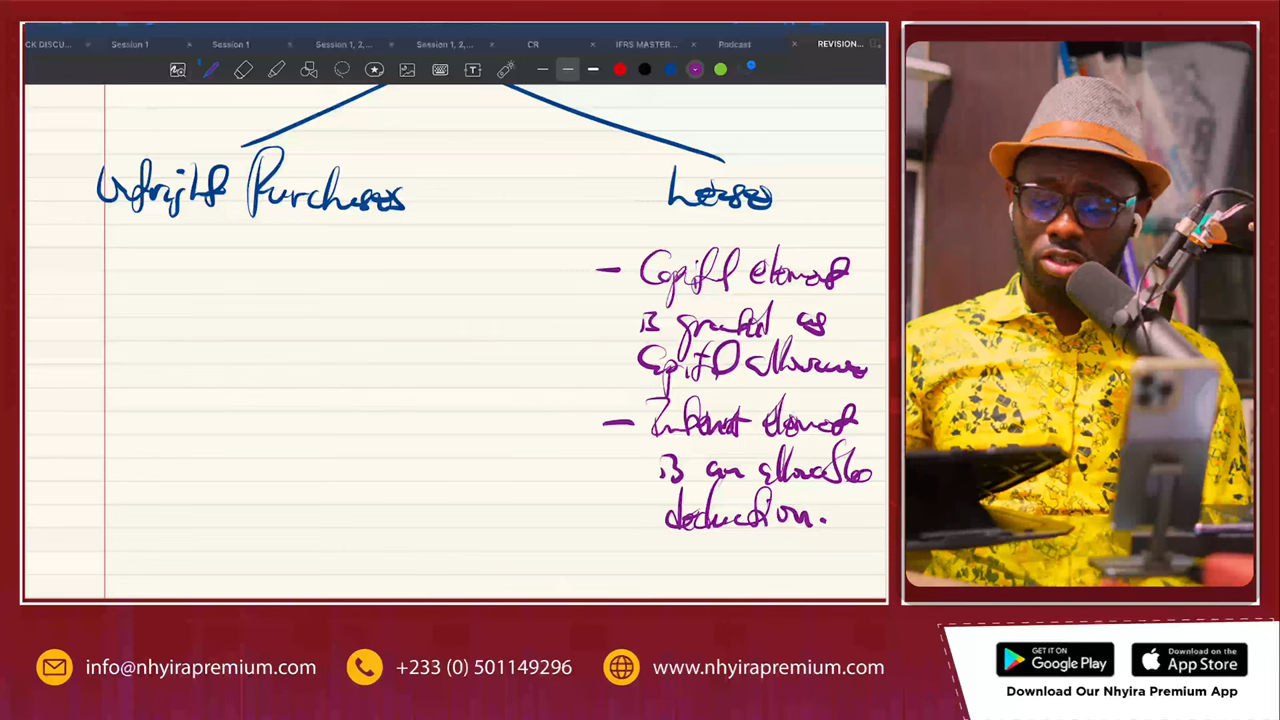 CK DISCU...
Session 1
Session 1
Session 1, 2,...
Session 1, 2,...
CR
IFRS MASTER...
Podcast
REVISION...
Outright Purchases
Lease
- Capital element
is granted as
Capital allowance
- Interest element
is an allowable
deduction.
info@nhyirapremium.com
+233 (0) 501149296
www.nhyirapremium.com
GET IT ON
Google Play
Download on the
App Store
Download Our Nhyira Premium App